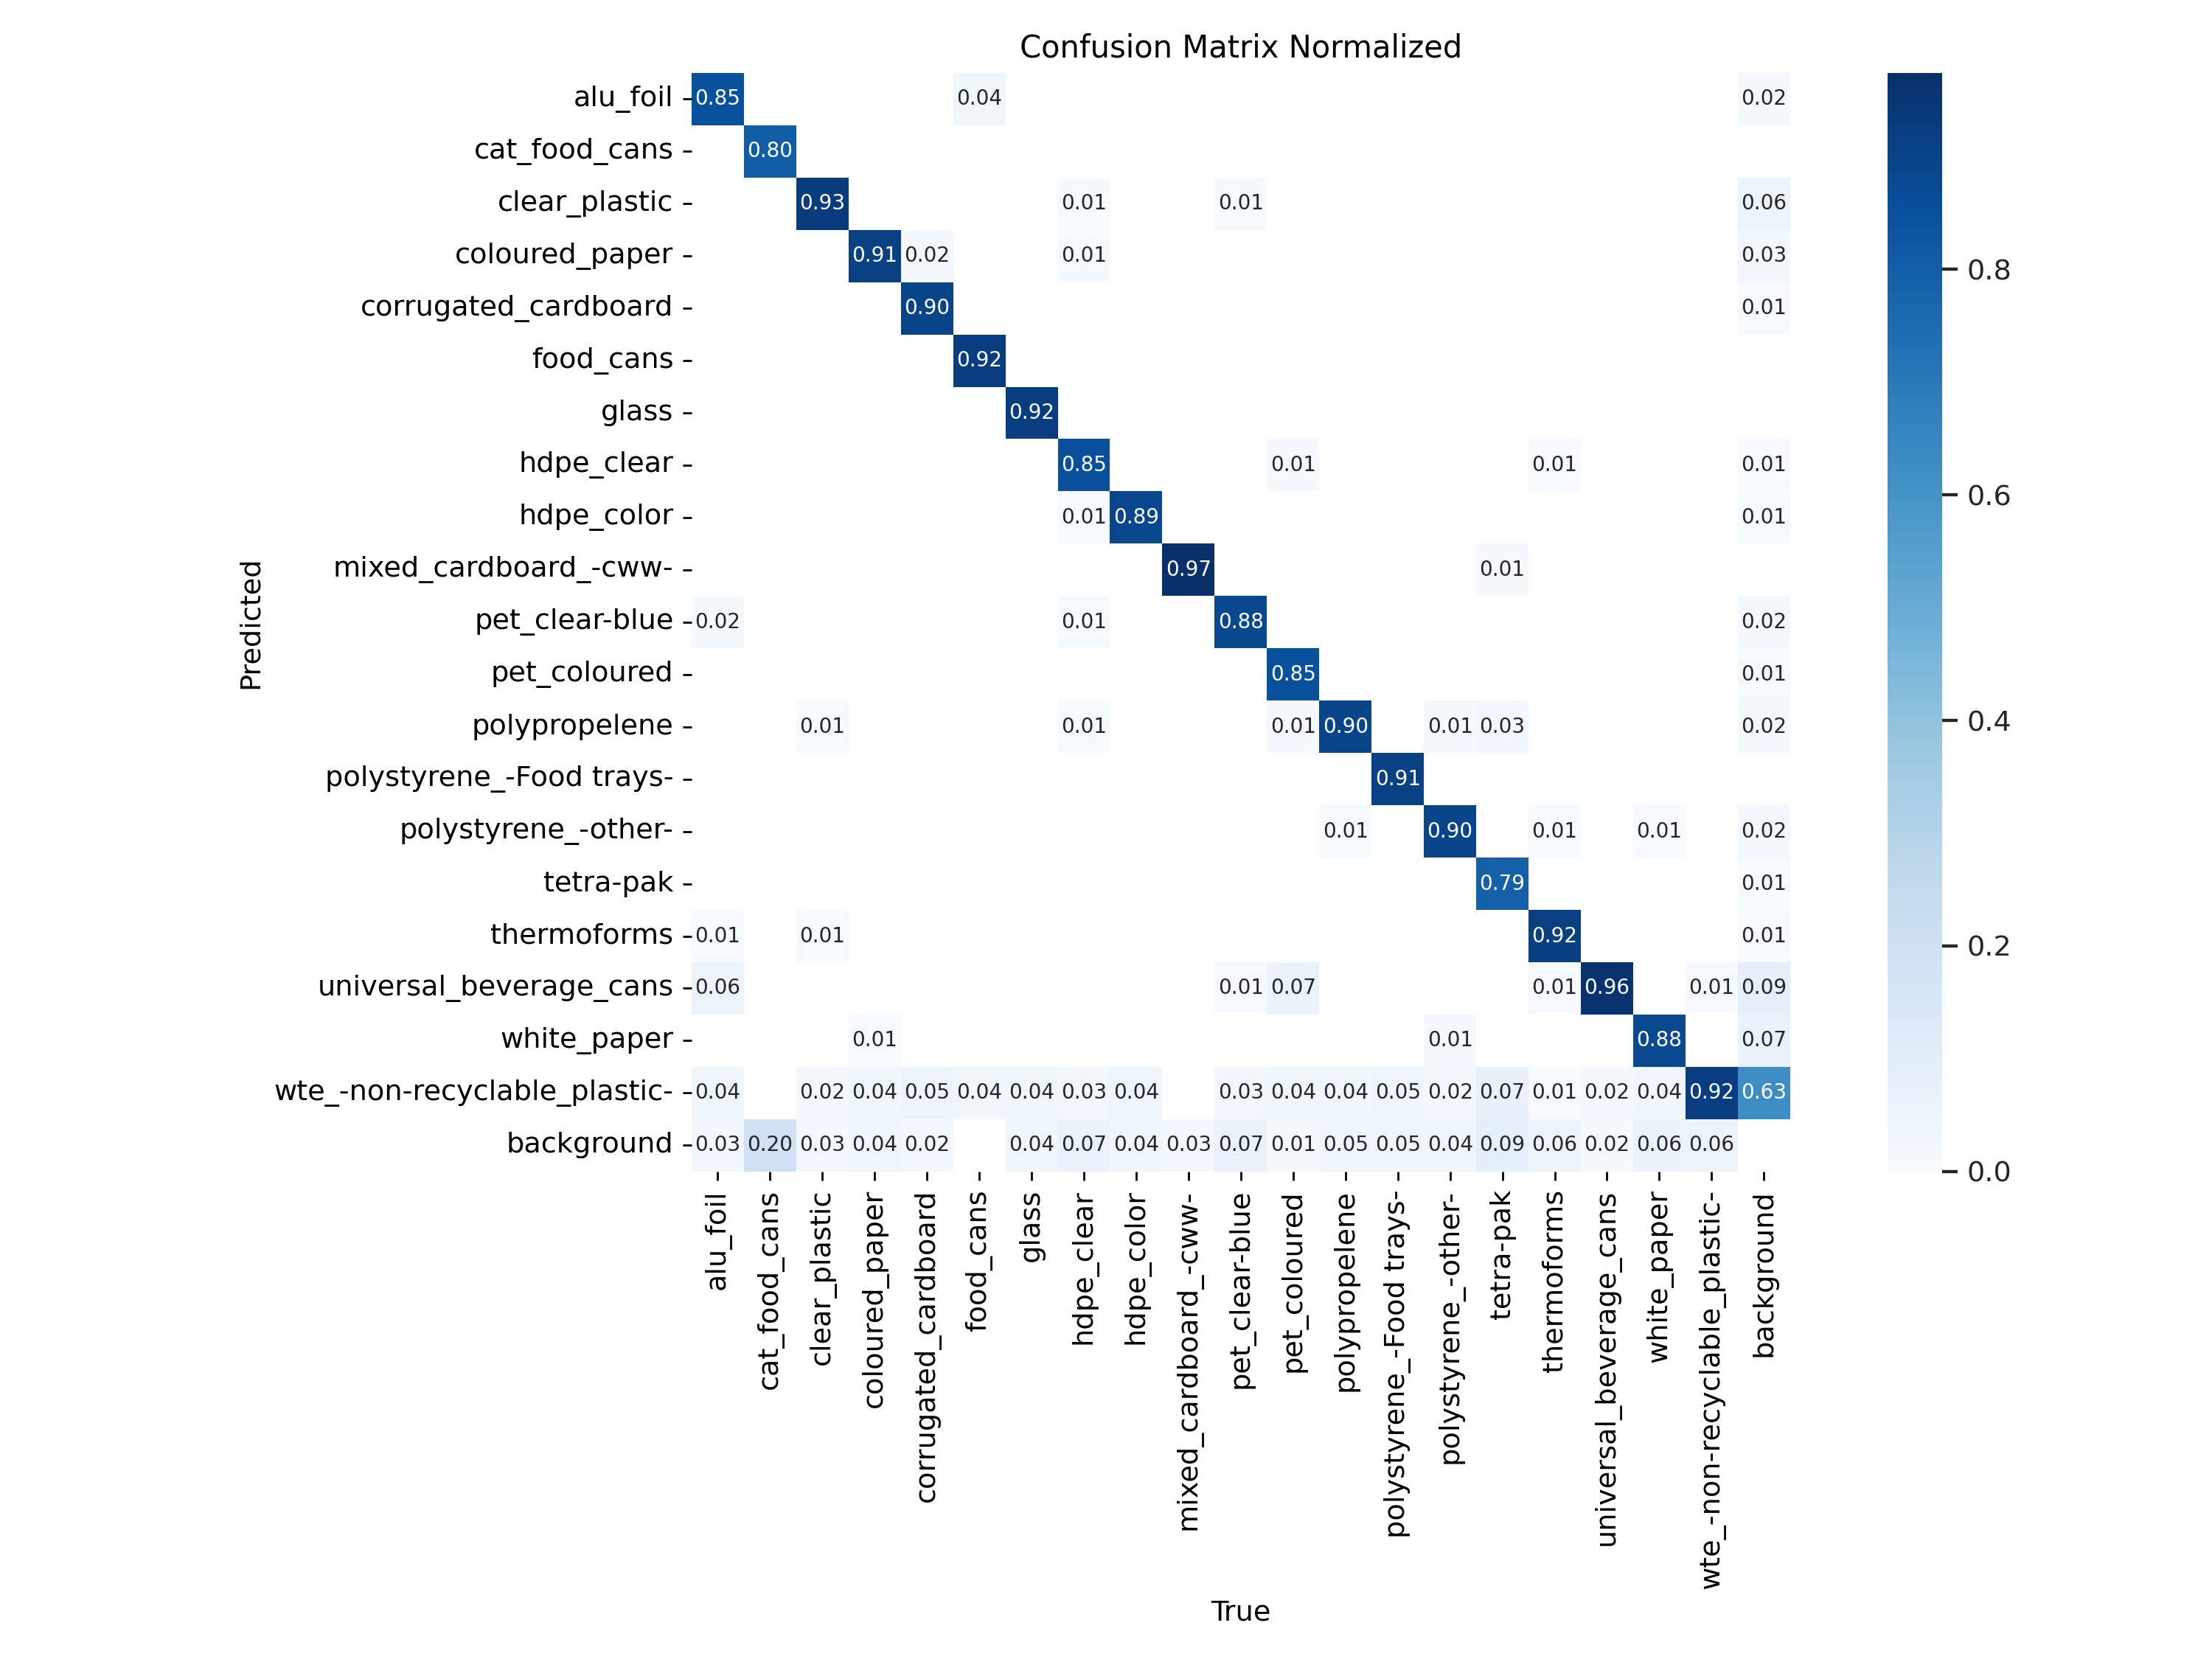 Confusion Matrix Normalized
alu_foil 0.85 0.04 0.02
cat_food_cans 0.80
clear_plastic 0.93 0.01 0.01 0.06
coloured_paper 0.91 0.02 0.01 0.03
corrugated_cardboard 0.90 0.01
food_cans 0.92
glass 0.92
hdpe_clear 0.85 0.01 0.01 0.01
hdpe_color 0.01 0.89 0.01
mixed_cardboard_-cww- 0.97 0.01
pet_clear-blue 0.02 0.01 0.88 0.02
pet_coloured 0.85 0.01
polypropelene 0.01 0.01 0.01 0.90 0.01 0.03 0.02
polystyrene_-Food trays- 0.91
polystyrene_-other- 0.01 0.90 0.01 0.01 0.02
tetra-pak 0.79 0.01
thermoforms 0.01 0.01 0.92 0.01
universal_beverage_cans 0.06 0.01 0.07 0.01 0.96 0.01 0.09
white_paper 0.01 0.01 0.88 0.07
wte_-non-recyclable_plastic- 0.04 0.02 0.04 0.05 0.04 0.04 0.03 0.04 0.03 0.04 0.04 0.05 0.02 0.07 0.01 0.02 0.04 0.92 0.63
background 0.03 0.20 0.03 0.04 0.02 0.04 0.07 0.04 0.03 0.07 0.01 0.05 0.05 0.04 0.09 0.06 0.02 0.06 0.06
Predicted
alu_foil
cat_food_cans
clear_plastic
coloured_paper
corrugated_cardboard
food_cans
glass
hdpe_clear
hdpe_color
mixed_cardboard_-cww-
pet_clear-blue
pet_coloured
polypropelene
polystyrene_-Food trays-
polystyrene_-other-
tetra-pak
thermoforms
universal_beverage_cans
white_paper
wte_-non-recyclable_plastic-
background
True
0.8
0.6
0.4
0.2
0.0